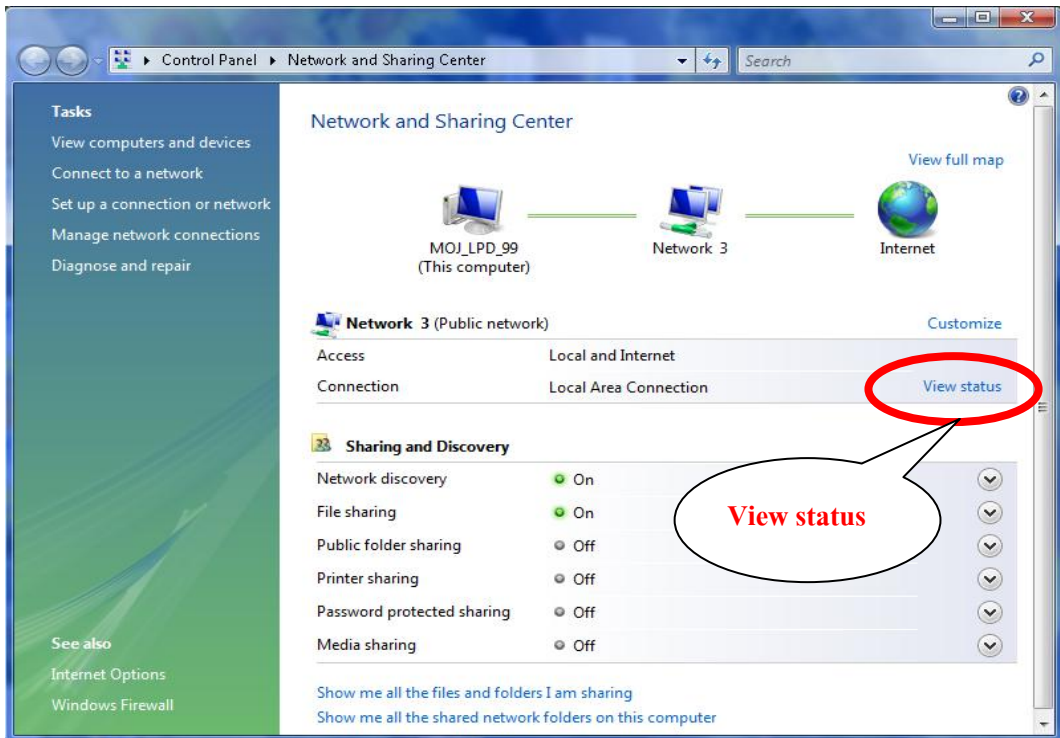 Control Panel
Network and Sharing Center
Search
Tasks
View computers and devices
Connect to a network
Set up a connection or network
Manage network connections
Diagnose and repair
See also
Internet Options
Windows Firewall
Network and Sharing Center
View full map
MOJ_LPD_99
(This computer)
Network 3
Internet
Network 3 (Public network)
Customize
Access Local and Internet
Connection Local Area Connection View status
Sharing and Discovery
Network discovery On
File sharing On
Public folder sharing Off
Printer sharing Off
Password protected sharing Off
Media sharing Off
View status
Show me all the files and folders I am sharing
Show me all the shared network folders on this computer